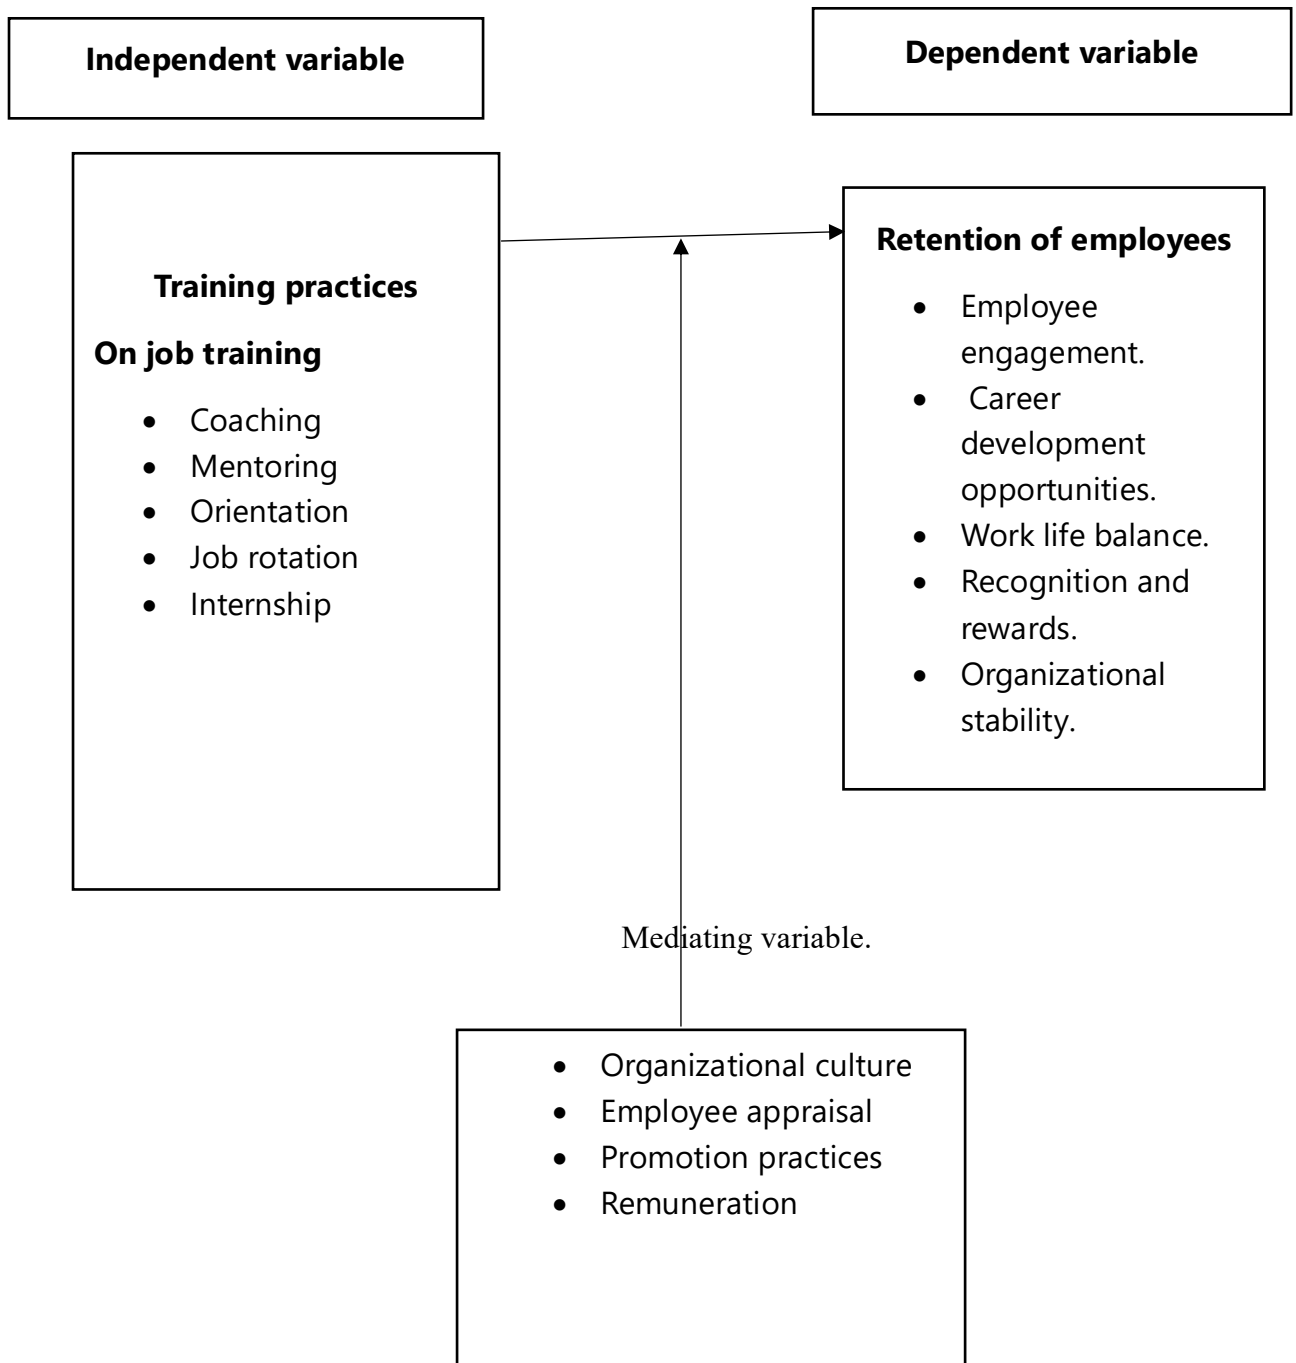 Independent variable
Dependent variable
Training practices
On job training
• Coaching
• Mentoring
• Orientation
• Job rotation
• Internship
Retention of employees
• Employee
engagement.
• Career
development
opportunities.
• Work life balance.
• Recognition and
rewards.
• Organizational
stability.
Mediating variable.
• Organizational culture
• Employee appraisal
• Promotion practices
• Remuneration